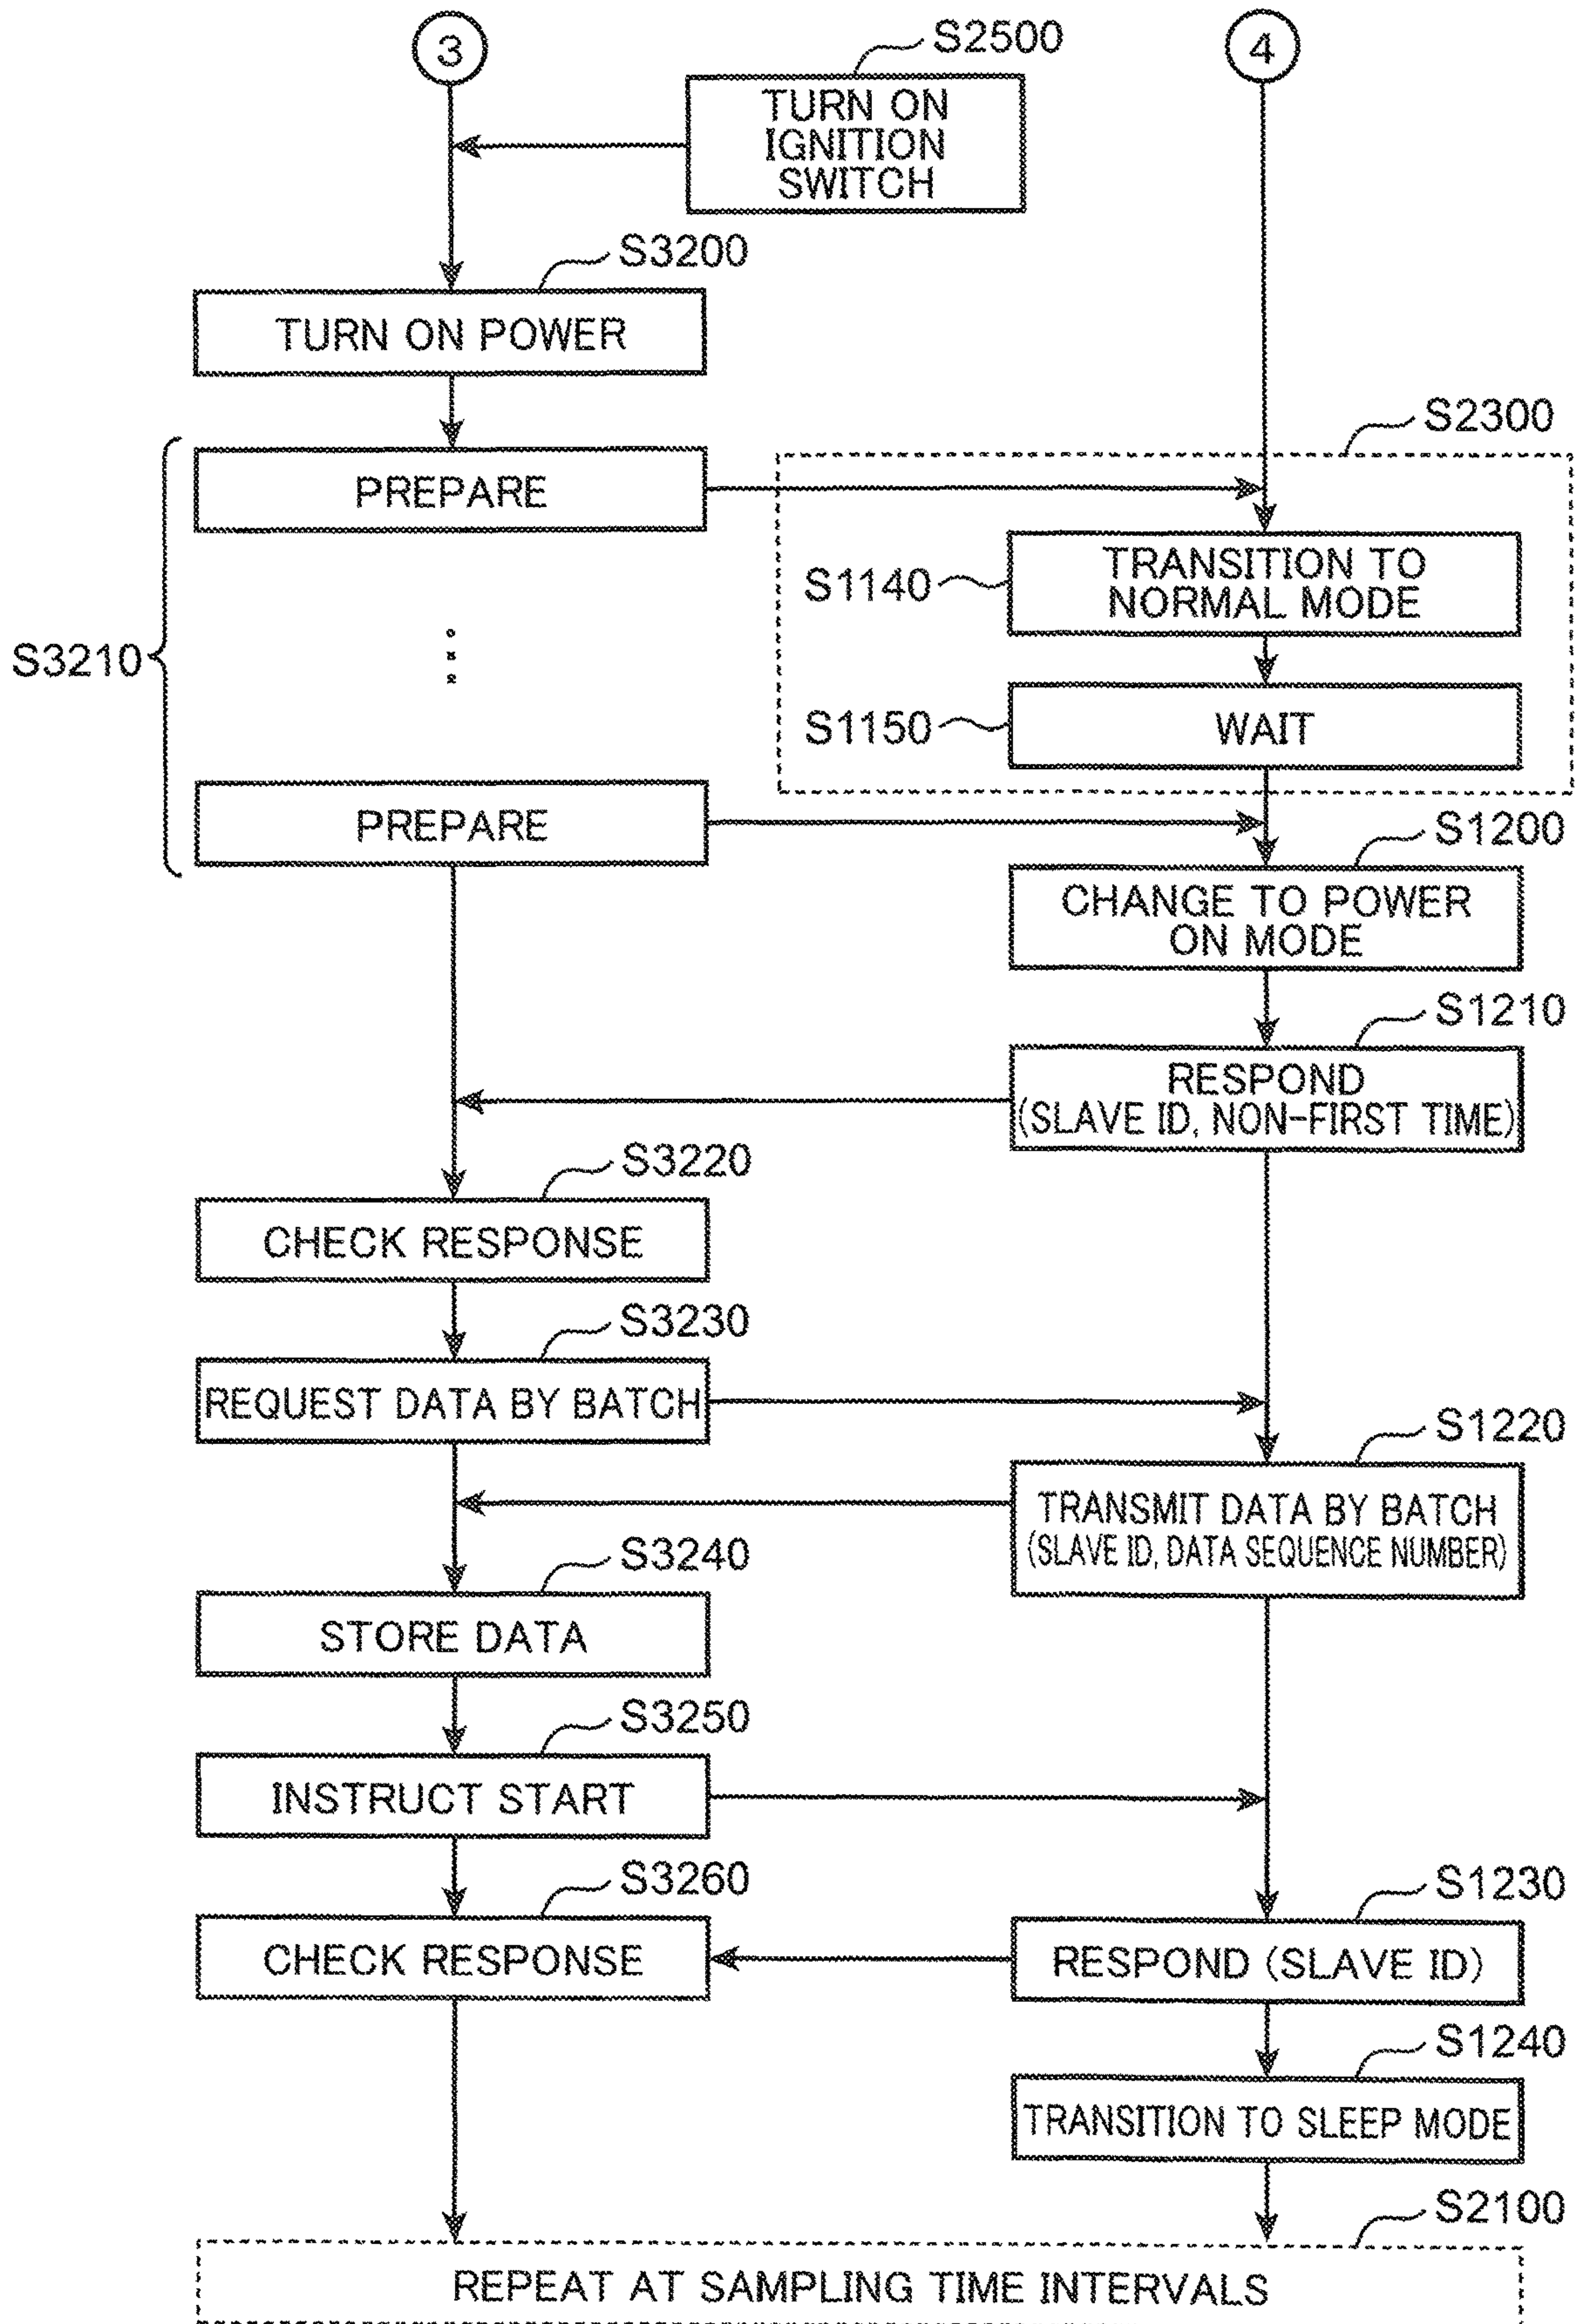 3
S2500
4
TURN ON
IGNITION
SWITCH
S3200
TURN ON POWER
S2300
PREPARE
S1140
TRANSITION TO
NORMAL MODE
S3210
S1150
WAIT
PREPARE
S1200
CHANGE TO POWER
ON MODE
S1210
RESPOND
(SLAVE ID, NON-FIRST TIME)
S3220
CHECK RESPONSE
S3230
REQUEST DATA BY BATCH
S1220
TRANSMIT DATA BY BATCH
(SLAVE ID, DATA SEQUENCE NUMBER)
S3240
STORE DATA
S3250
INSTRUCT START
S3260
CHECK RESPONSE
S1230
RESPOND (SLAVE ID)
S1240
TRANSITION TO SLEEP MODE
S2100
REPEAT AT SAMPLING TIME INTERVALS